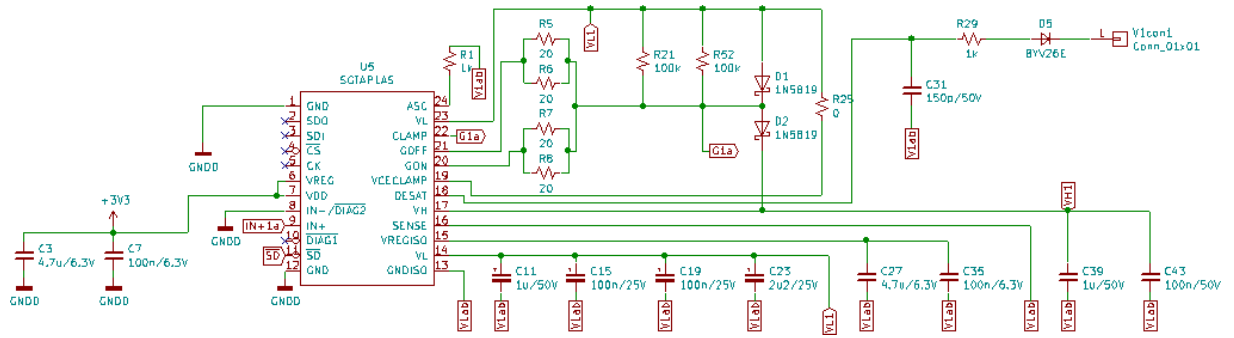 R5
20
R6
20
R7
20
R8
20
R1
1k
V1ab
VL1
R21
100k
R52
100k
D1
1N5819
D2
1N5819
R25
0
R29
1k
D5
BYV26E
L
V1con1
Conn_01x01
C31
150p/50V
V1ab
U5
SGTAPLAS
1 GND
2 SDO
3 SDI
4 CS
5 CK
6 VREG
7 VDD
8 IN-/DIAG2
9 IN+
10 DIAG1
11 SD
12 GND
ASC 24
VL 23
CLAMP 22
GOFF 21
GON 20
VCECLAMP 19
DESAT 18
VH 17
SENSE 16
VREGISO 15
VL 14
GNDISO 13
G1a
G1a
GNDD
GNDD
IN+1a
SD
GNDD
+3V3
C3
4.7u/6.3V
C7
100n/6.3V
GNDD
GNDD
VLab
C11
1u/50V
VLab
C15
100n/25V
VLab
C19
100n/25V
VLab
C23
2u2/25V
VLab
VL1
C27
4.7u/6.3V
VLab
C35
100n/6.3V
VLab
VLab
VH1
C39
1u/50V
VLab
C43
100n/50V
VLab